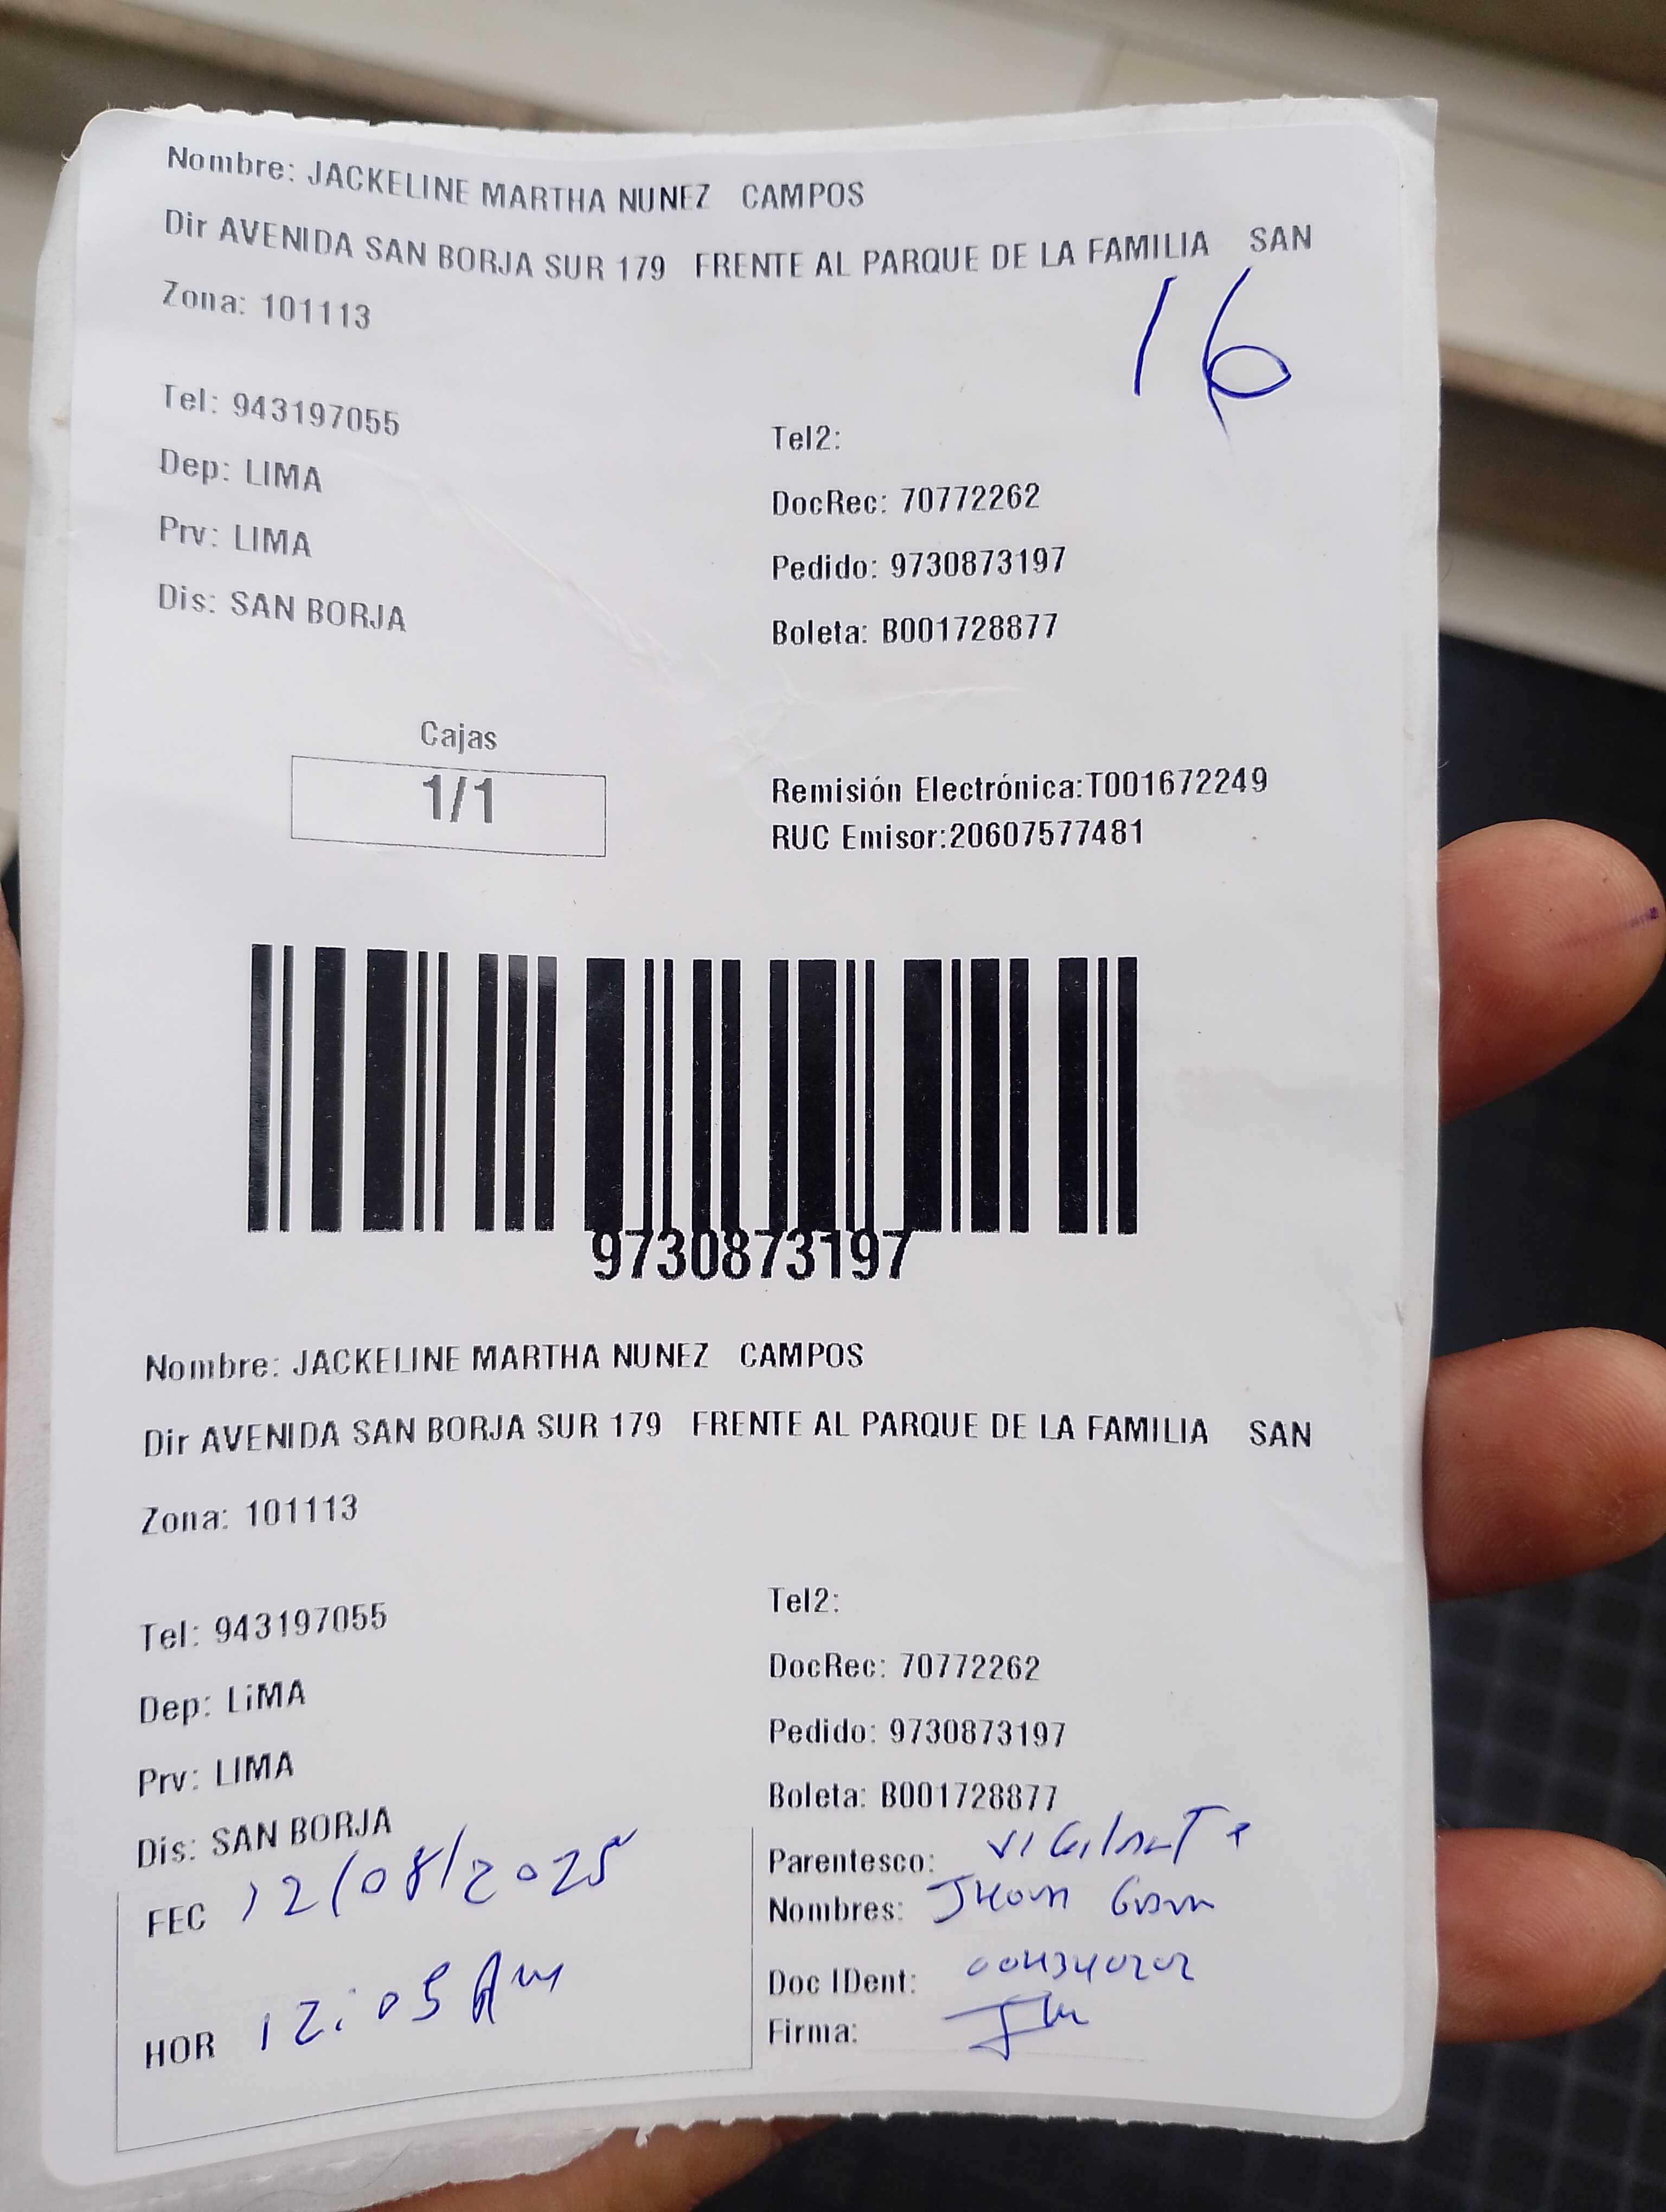 Nombre: JACKELINE MARTHA NUNEZ CAMPOS
Dir AVENIDA SAN BORJA SUR 179 FRENTE AL PARQUE DE LA FAMILIA SAN
Zona: 101113
16
Tel: 943197055
Tel2:
Dep: LIMA
DocRec: 70772262
Prv: LIMA
Pedido: 9730873197
Dis: SAN BORJA
Boleta: B001728877
Cajas
1/1
Remisión Electrónica:T001672249
RUC Emisor:20607577481
9730873197
Nombre: JACKELINE MARTHA NUNEZ CAMPOS
Dir AVENIDA SAN BORJA SUR 179 FRENTE AL PARQUE DE LA FAMILIA SAN
Zona: 101113
Tel: 943197055
Tel2:
Dep: LiMA
DocRec: 70772262
Prv: LIMA
Pedido: 9730873197
Dis: SAN BORJA
Boleta: B001728877
FEC 12/08/2025
HOR 12:05 Am
Parentesco: VIGilanTe
Nombres: Jhon
Doc IDent:
Firma: